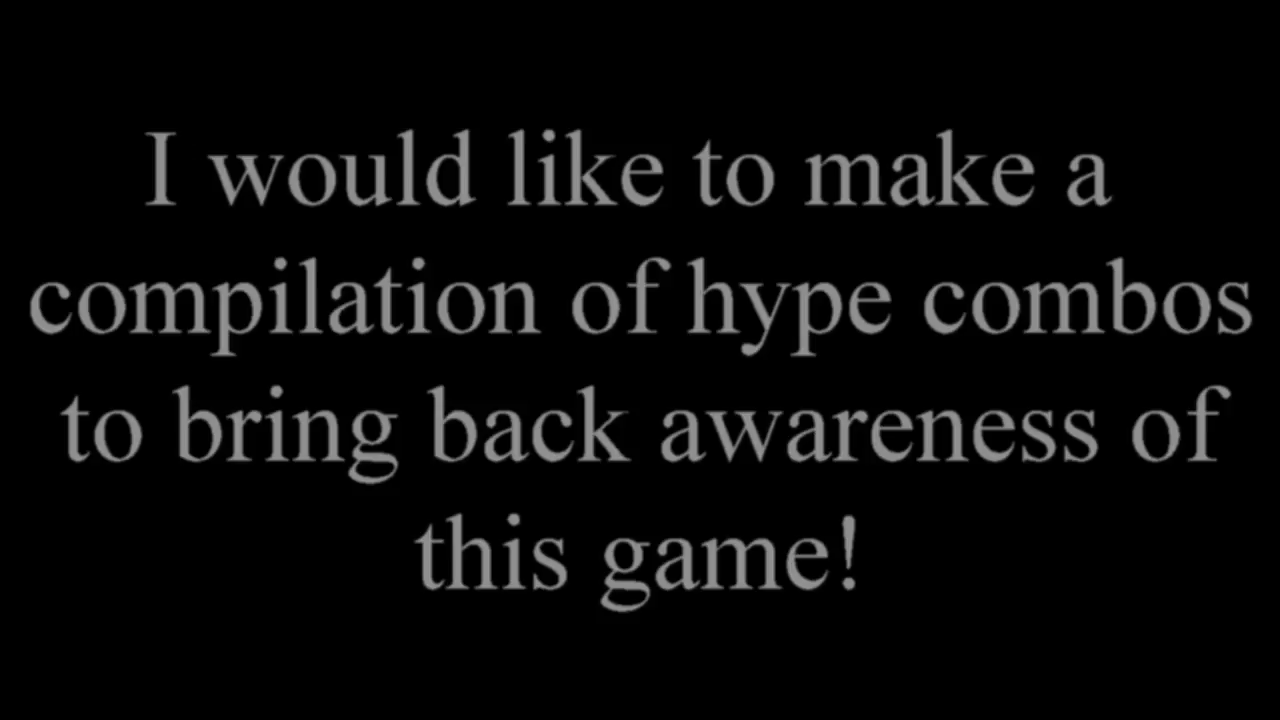 I would like to make a
compilation of hype combos
to bring back awareness of
this game!